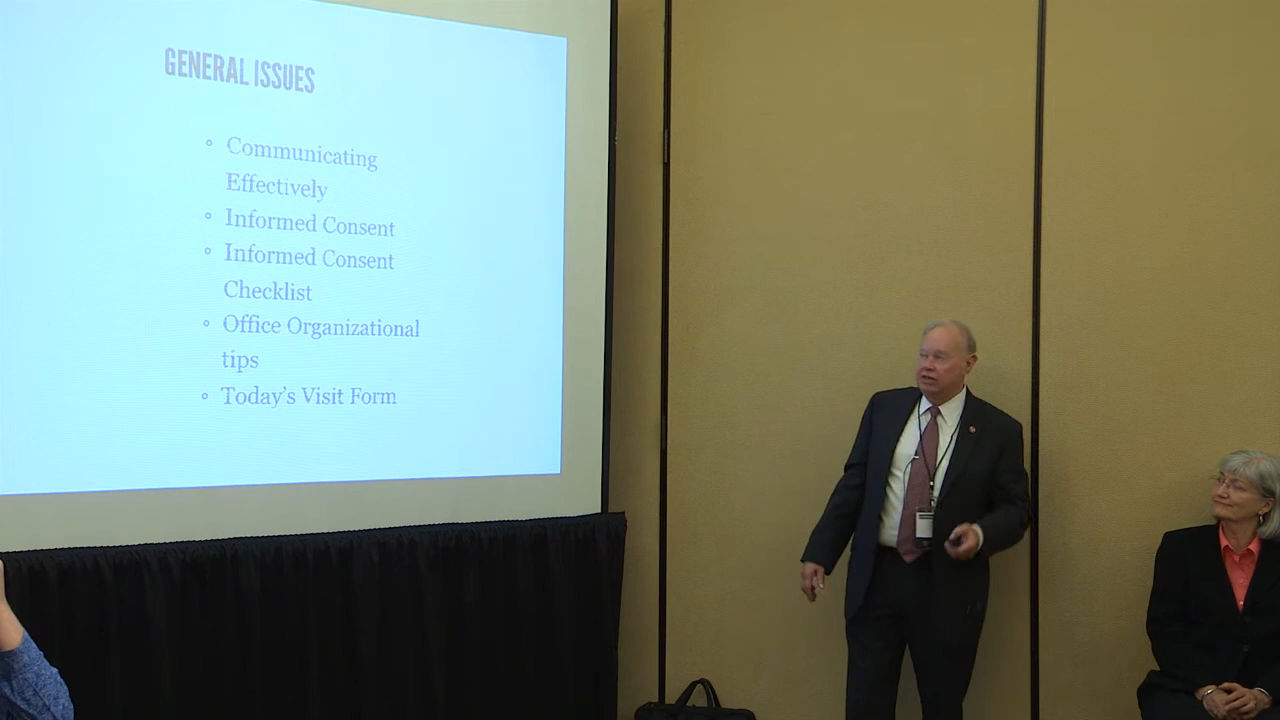 GENERAL ISSUES
◦ Communicating
Effectively
◦ Informed Consent
◦ Informed Consent
Checklist
◦ Office Organizational
tips
◦ Today's Visit Form